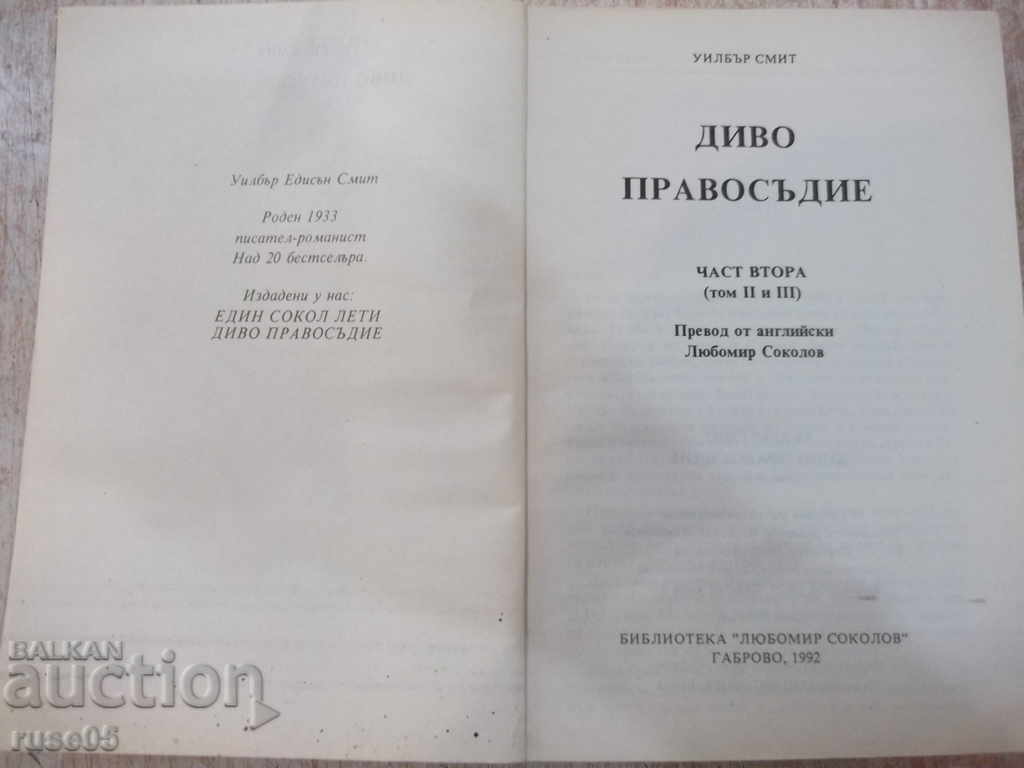 Уилбър Едисън Смит
Роден 1933
писател-романист
Над 20 бестселъра.
Издадени у нас:
ЕДИН СОКОЛ ЛЕТИ
ДИВО ПРАВОСЪДИЕ
УИЛБЪР СМИТ
ДИВО
ПРАВОСЪДИЕ
ЧАСТ ВТОРА
(том II и III)
Превод от английски
Любомир Соколов
БИБЛИОТЕКА "ЛЮБОМИР СОКОЛОВ"
ГАБРОВО, 1992
BALKAN
auction
ruse05